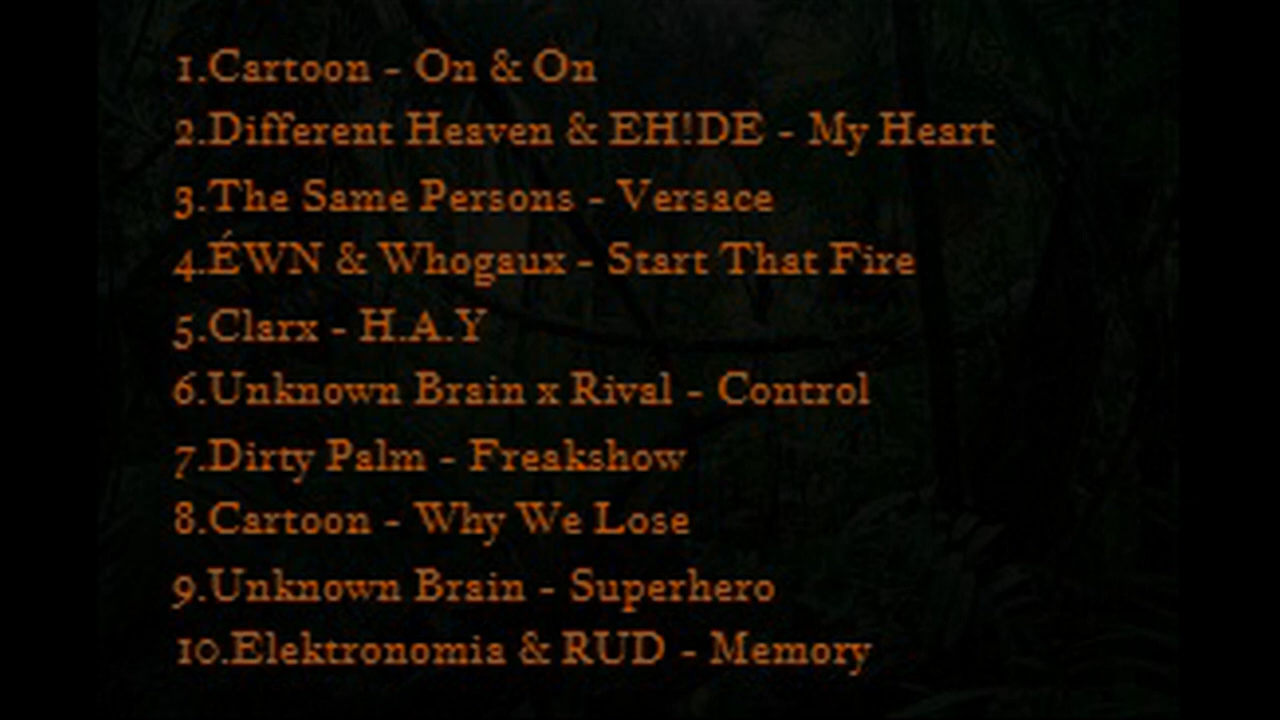 1.Cartoon - On & On
2.Different Heaven & EH!DE - My Heart
3.The Same Persons - Versace
4.ÉWN & Whogaux - Start That Fire
5.Clarx - H.A.Y
6.Unknown Brain x Rival - Control
7.Dirty Palm - Freakshow
8.Cartoon - Why We Lose
9.Unknown Brain - Superhero
10.Elektronomia & RUD - Memory